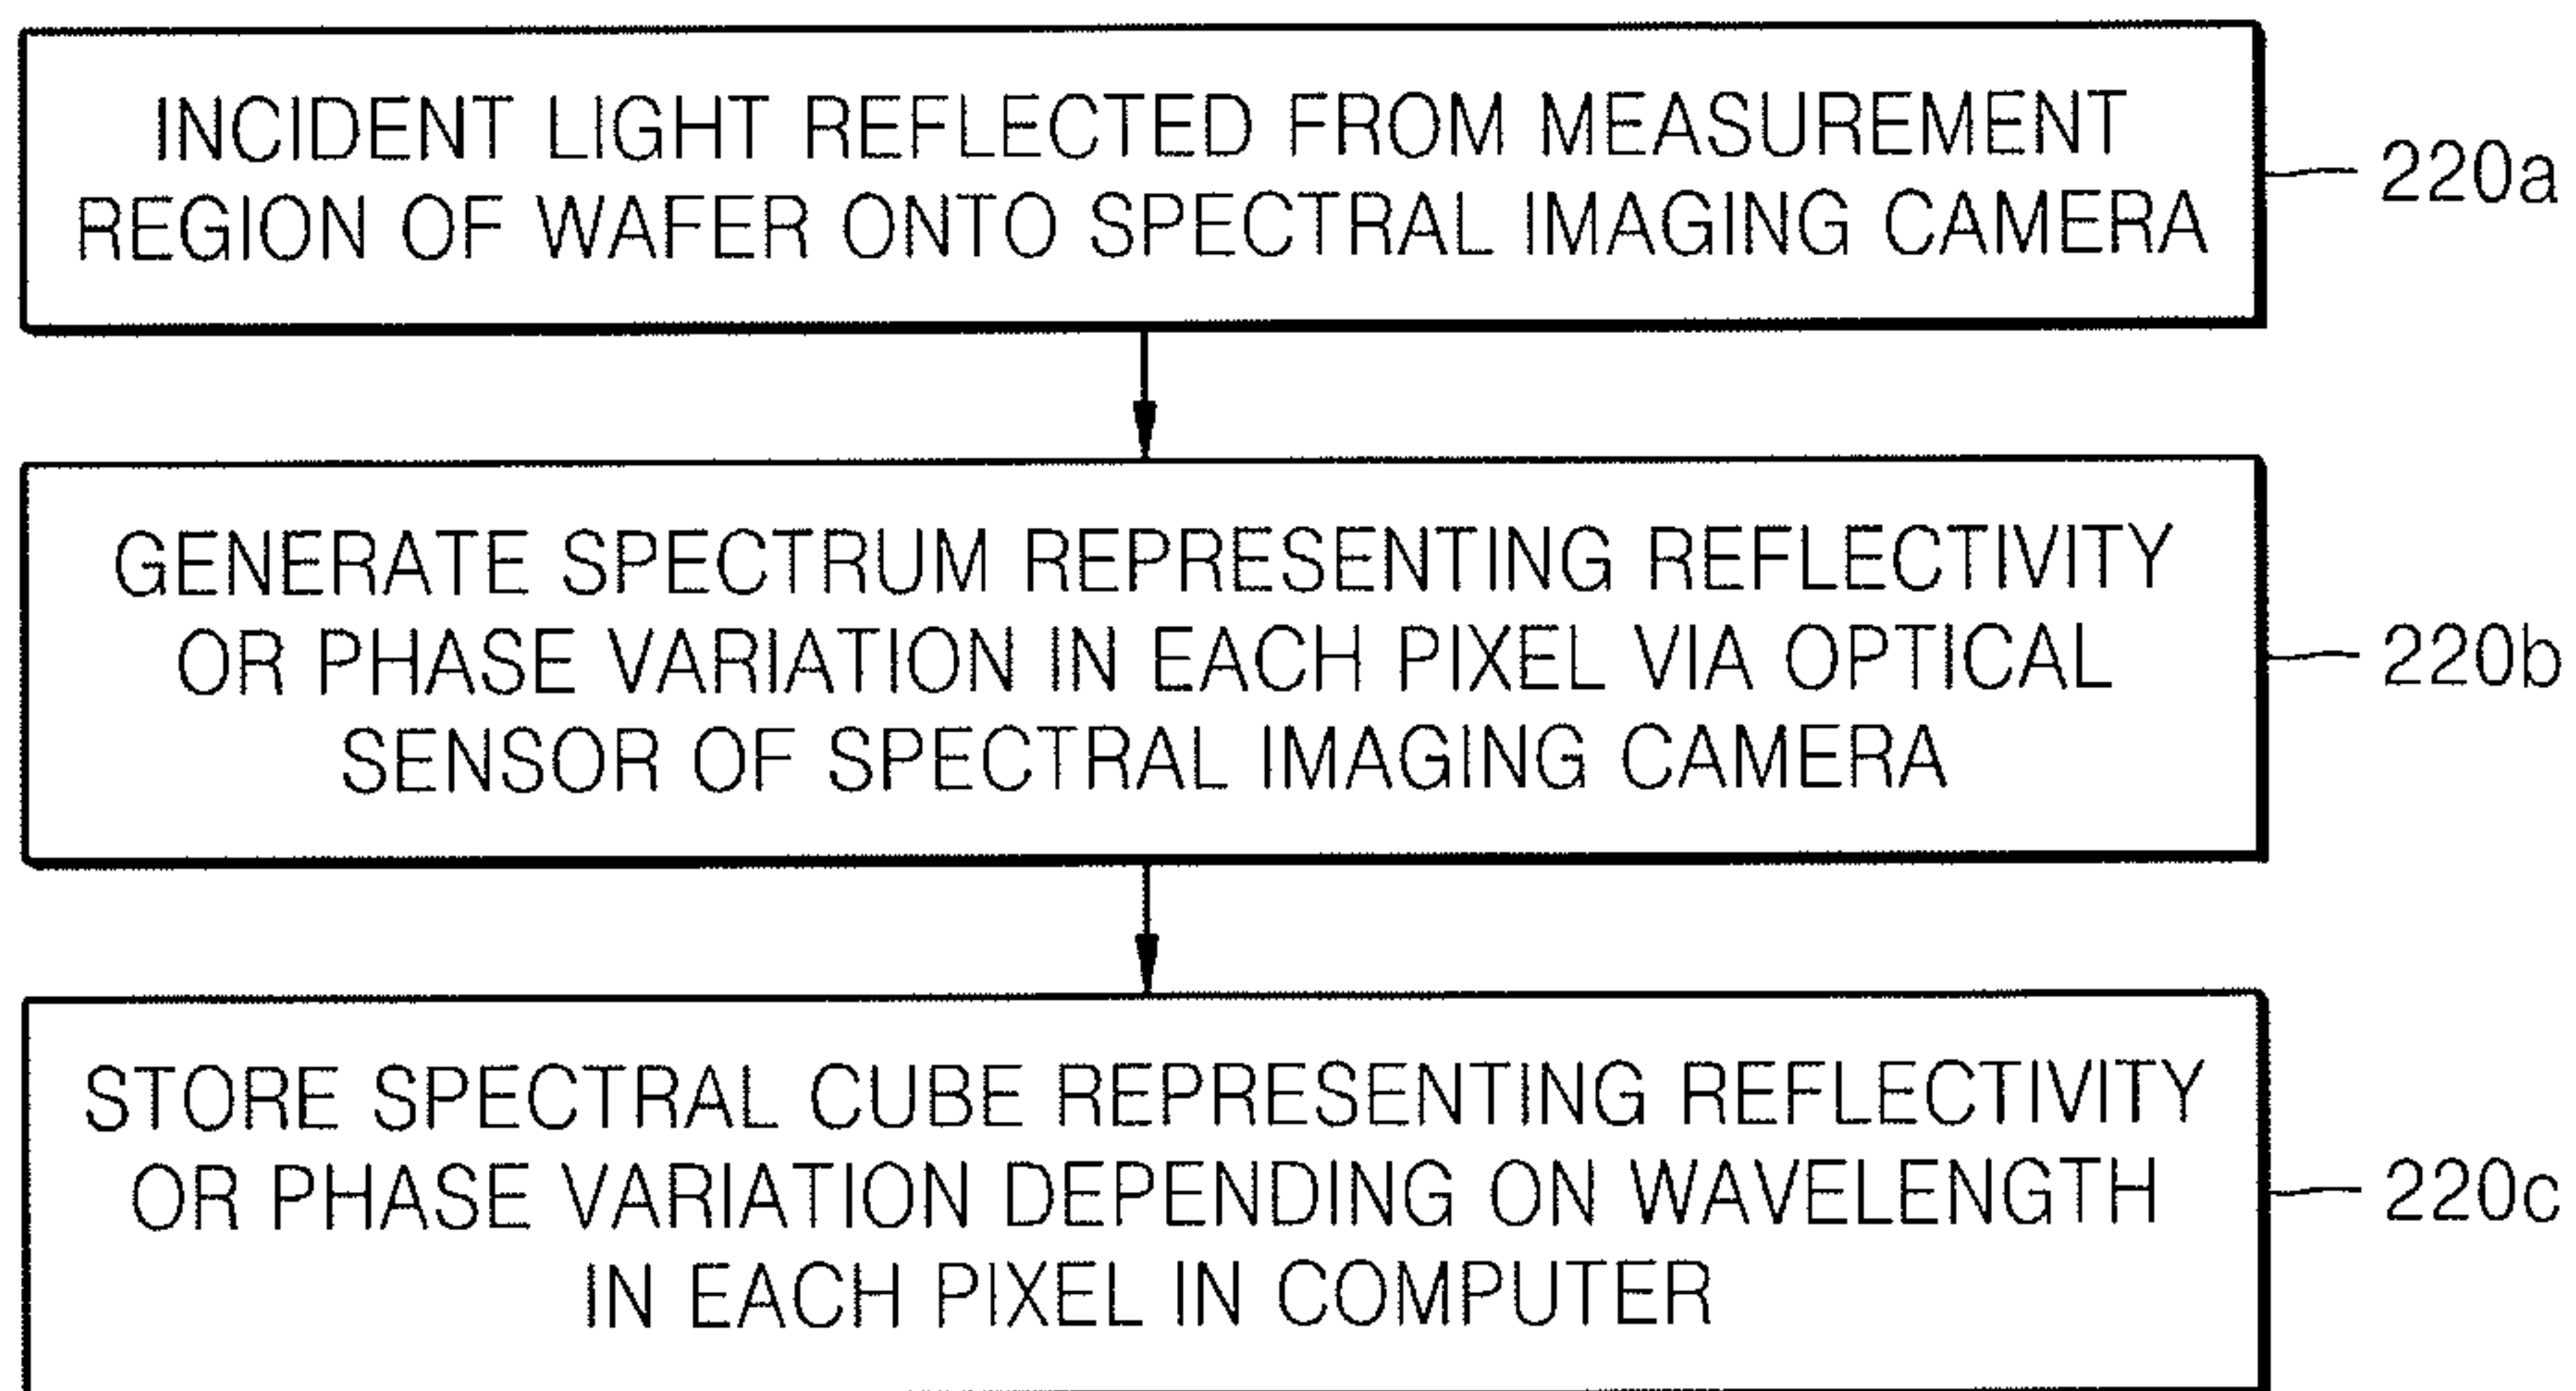 INCIDENT LIGHT REFLECTED FROM MEASUREMENT
REGION OF WAFER ONTO SPECTRAL IMAGING CAMERA
220a
GENERATE SPECTRUM REPRESENTING REFLECTIVITY
OR PHASE VARIATION IN EACH PIXEL VIA OPTICAL
SENSOR OF SPECTRAL IMAGING CAMERA
220b
STORE SPECTRAL CUBE REPRESENTING REFLECTIVITY
OR PHASE VARIATION DEPENDING ON WAVELENGTH
IN EACH PIXEL IN COMPUTER
220c